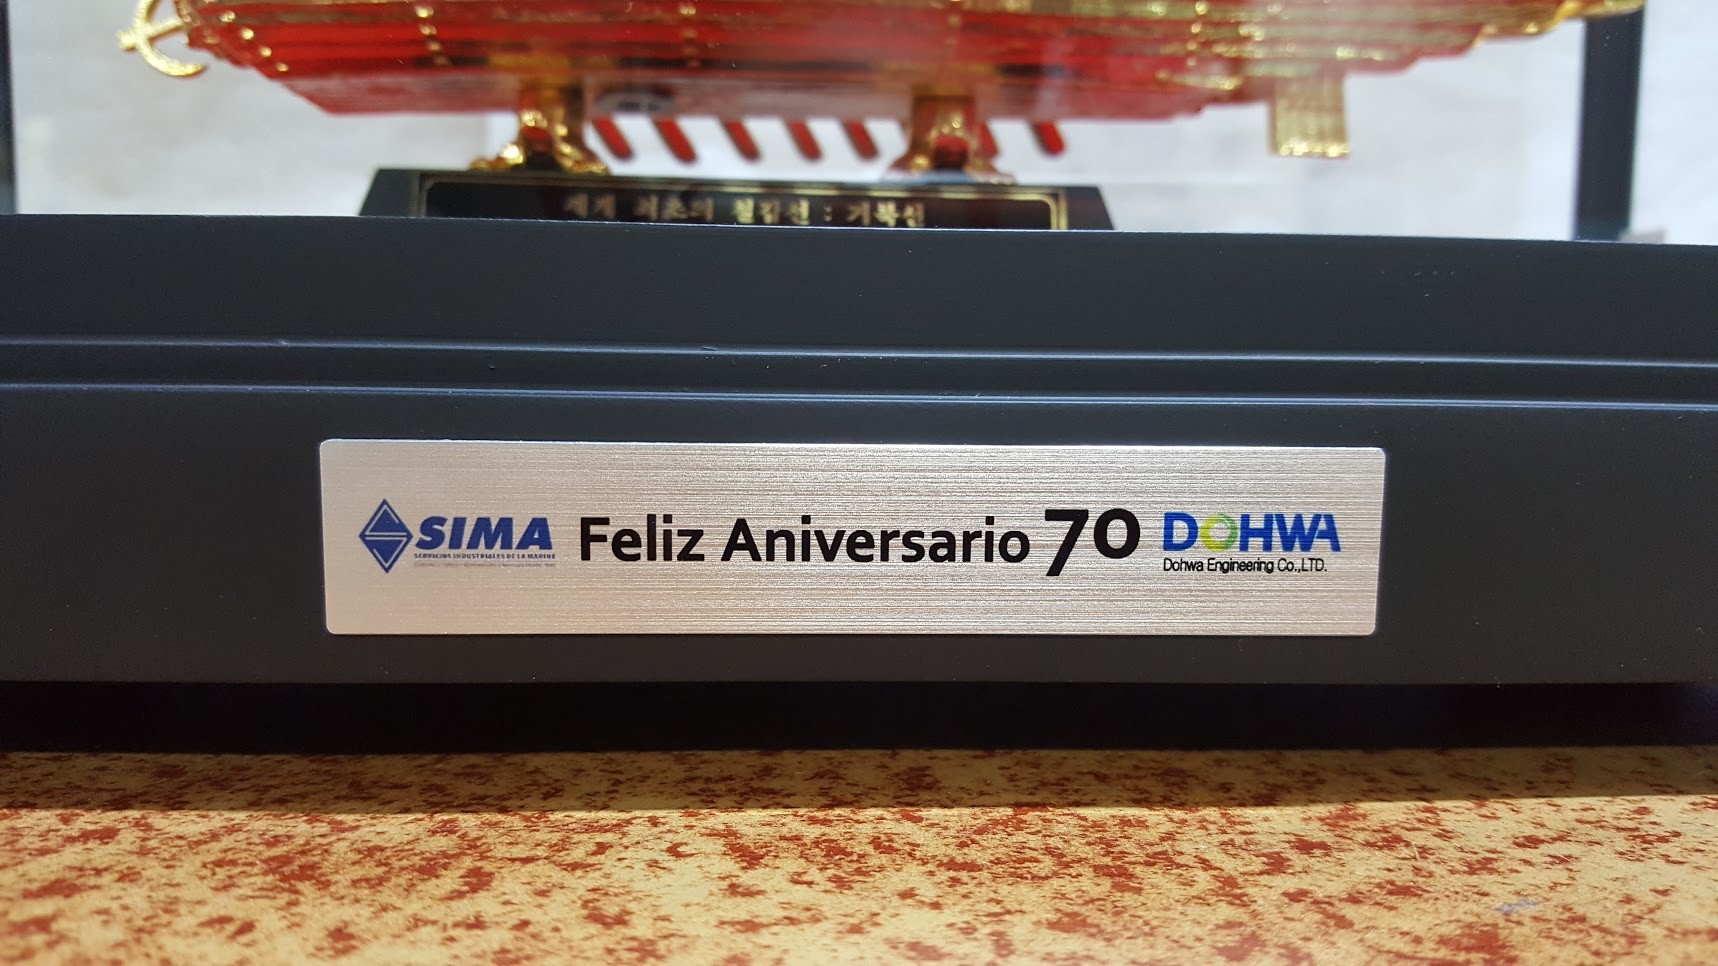 세계 최초의 철갑선 : 거북선
SIMA
SERVICIOS INDUSTRIALES DE LA MARINA
Feliz Aniversario 70
DOHWA
Dohwa Engineering Co.,LTD.